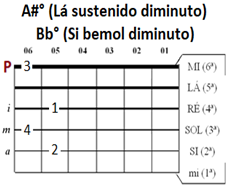 A#° (Lá sustenido diminuto)
Bb° (Si bemol diminuto)
06 05 04 03 02 01
P 3 MI (6ª)
LÁ (5ª)
i 1 RÉ (4ª)
m 4 SOL (3ª)
a 2 SI (2ª)
mi (1ª)